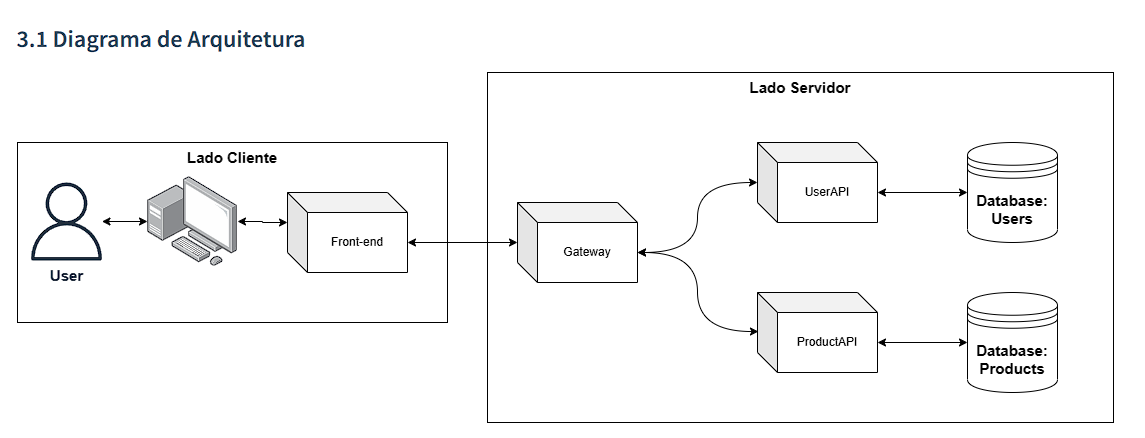 3.1 Diagrama de Arquitetura
Lado Servidor
Lado Cliente
User
Front-end
Gateway
UserAPI
Database:
Users
ProductAPI
Database:
Products